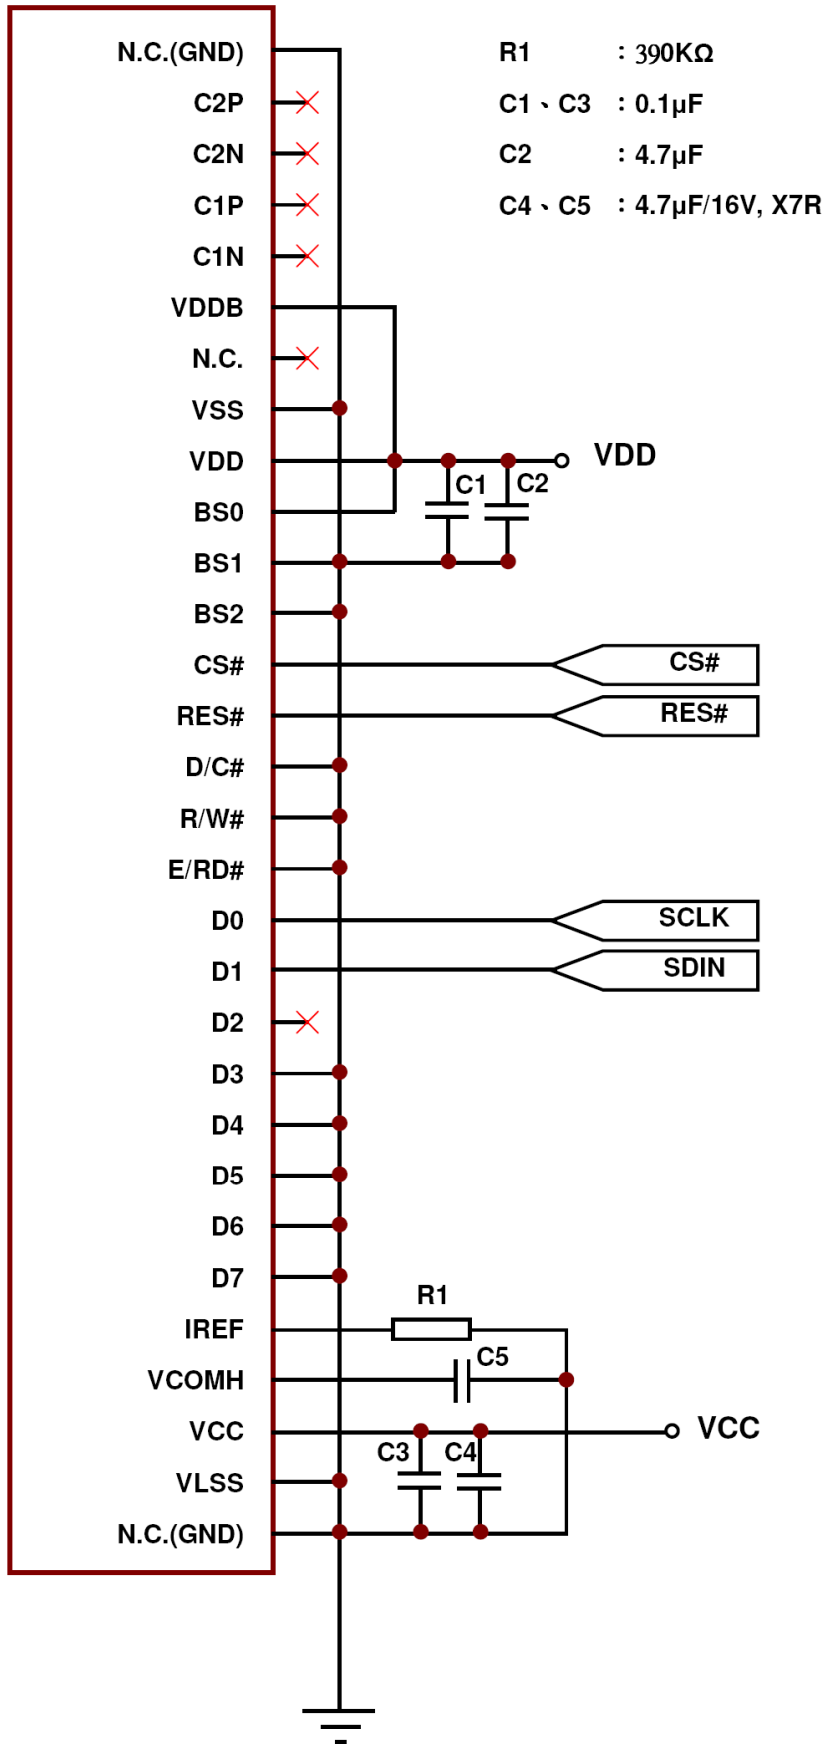 N.C.(GND)
R1 : 390KΩ
C2P
C1、C3 : 0.1µF
C2N
C2 : 4.7µF
C1P
C4、C5 : 4.7µF/16V, X7R
C1N
VDDB
N.C.
VSS
VDD
VDD
C1
C2
BS0
BS1
BS2
CS#
CS#
RES#
RES#
D/C#
R/W#
E/RD#
D0
SCLK
D1
SDIN
D2
D3
D4
D5
D6
D7
R1
IREF
C5
VCOMH
VCC
VCC
C3
C4
VLSS
N.C.(GND)